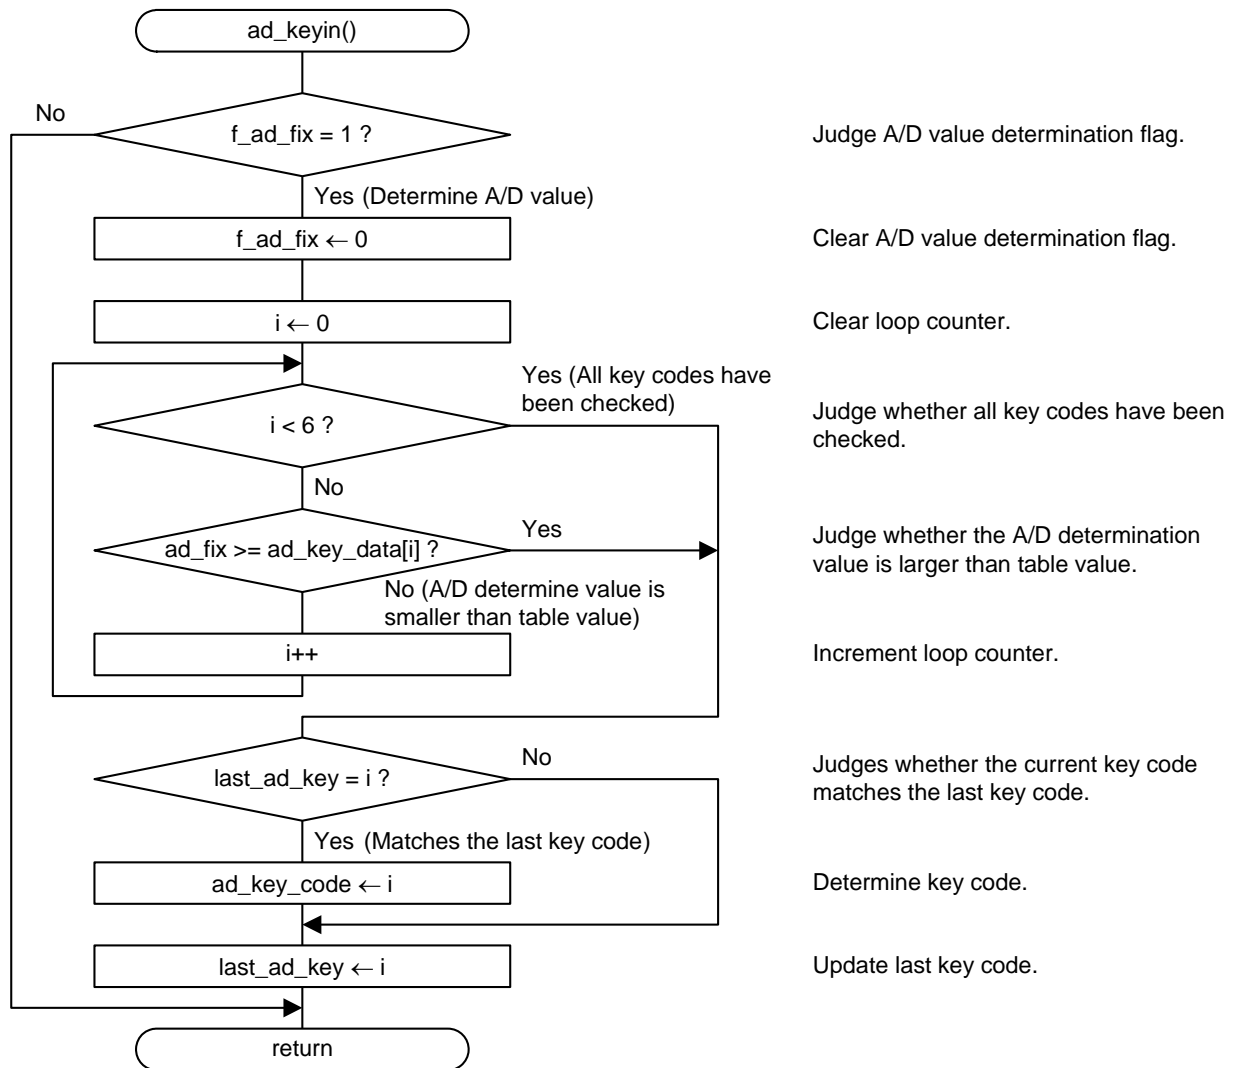 ad_keyin()
No
f_ad_fix = 1 ?
Judge A/D value determination flag.
Yes (Determine A/D value)
f_ad_fix ← 0
Clear A/D value determination flag.
i ← 0
Clear loop counter.
Yes (All key codes have
been checked)
i < 6 ?
Judge whether all key codes have been
checked.
No
ad_fix >= ad_key_data[i] ?
Yes
Judge whether the A/D determination
value is larger than table value.
No (A/D determine value is
smaller than table value)
i++
Increment loop counter.
last_ad_key = i ?
No
Judges whether the current key code
matches the last key code.
Yes (Matches the last key code)
ad_key_code ← i
Determine key code.
last_ad_key ← i
Update last key code.
return